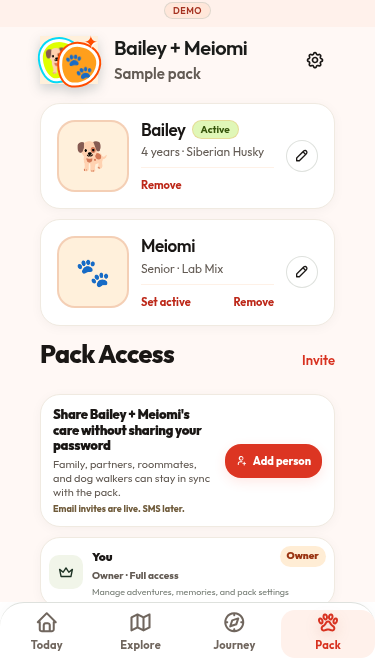 DEMO
Bailey + Meiomi
Sample pack
Bailey Active
4 years · Siberian Husky
Remove
Meiomi
Senior · Lab Mix
Set active Remove
Pack Access
Invite
Share Bailey + Meiomi's
care without sharing your
password
Family, partners, roommates,
and dog walkers can stay in sync
with the pack.
Email invites are live. SMS later.
Add person
You
Owner
Owner · Full access
Manage adventures, memories, and pack settings
Today Explore Journey Pack